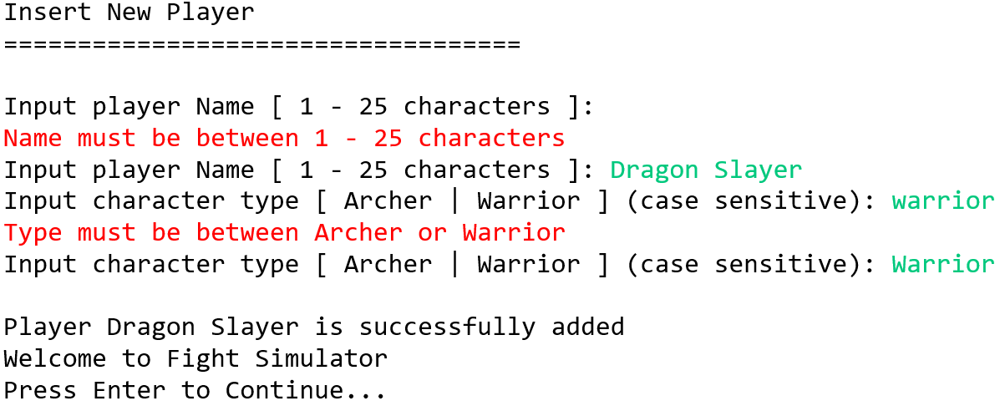 Insert New Player
===================================
Input player Name [ 1 - 25 characters ]:
Name must be between 1 - 25 characters
Input player Name [ 1 - 25 characters ]: Dragon Slayer
Input character type [ Archer | Warrior ] (case sensitive): warrior
Type must be between Archer or Warrior
Input character type [ Archer | Warrior ] (case sensitive): Warrior
Player Dragon Slayer is successfully added
Welcome to Fight Simulator
Press Enter to Continue...